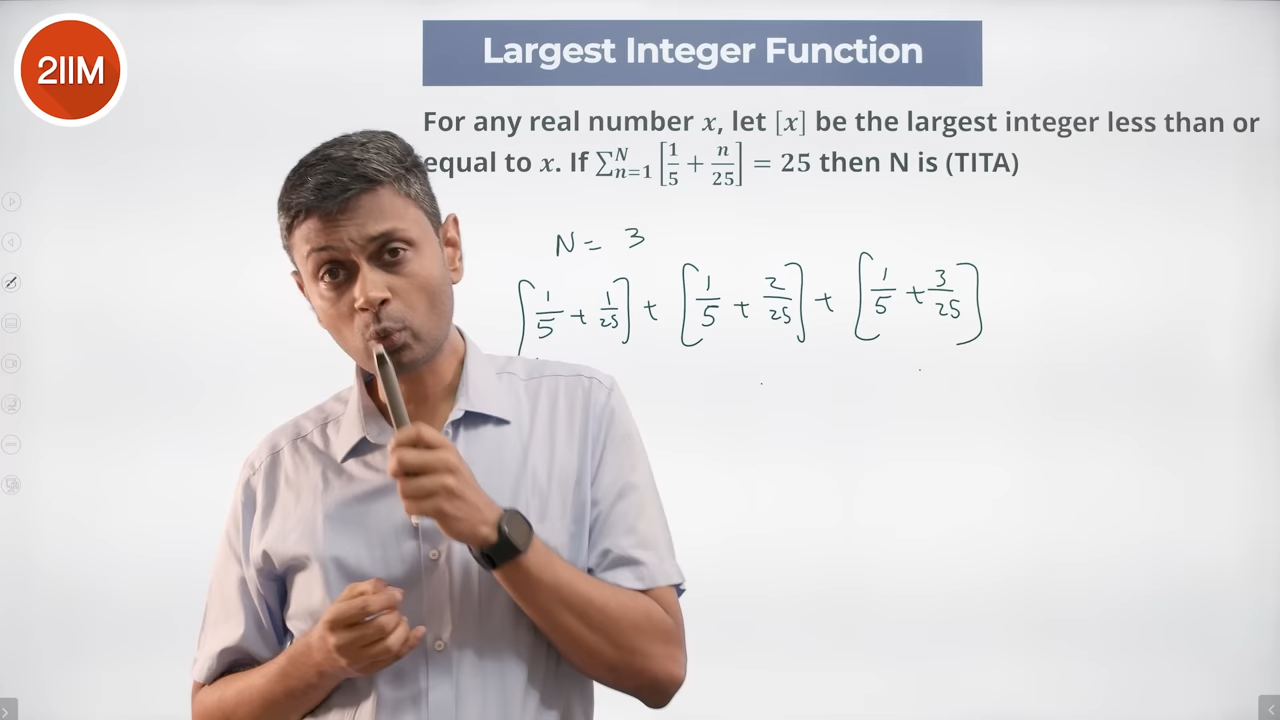 2IIM
Largest Integer Function
For any real number x, let [x] be the largest integer less than or
equal to x. If ∑_{n=1}^{N} [1/5 + n/25] = 25 then N is (TITA)
N = 3
[1/5 + 1/25] + [1/5 + 2/25] + [1/5 + 3/25]